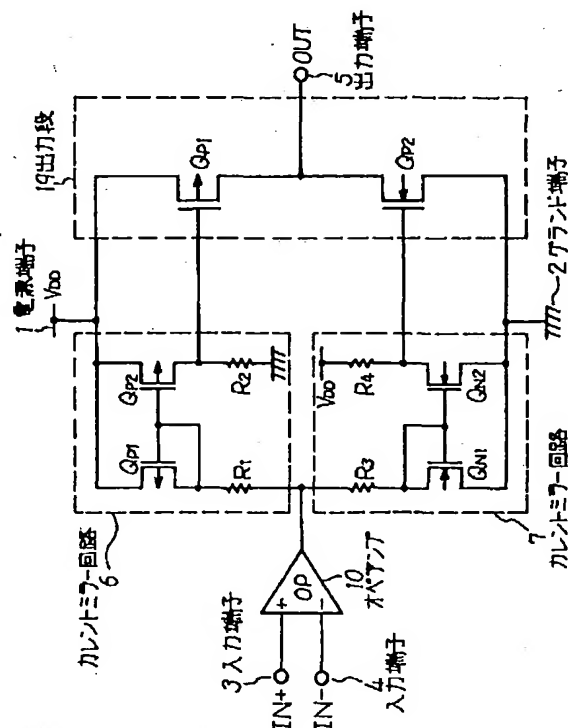 1電源端子
VDD
19出力段
カレントミラー回路
6
QP1
QP2
QP1
R1
R2
OUT
5出力端子
3入力端子
IN+
+
OP
-
IN-
4
入力端子
10
オペアンプ
VDD
R3
R4
QP2
QN1
QN2
7
カレントミラー回路
2グランド端子